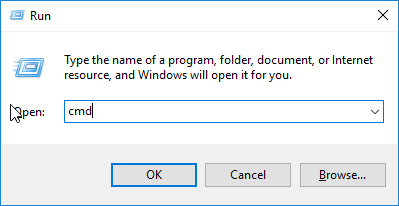 Run
Type the name of a program, folder, document, or Internet
resource, and Windows will open it for you.
Open: cmd
OK Cancel Browse...